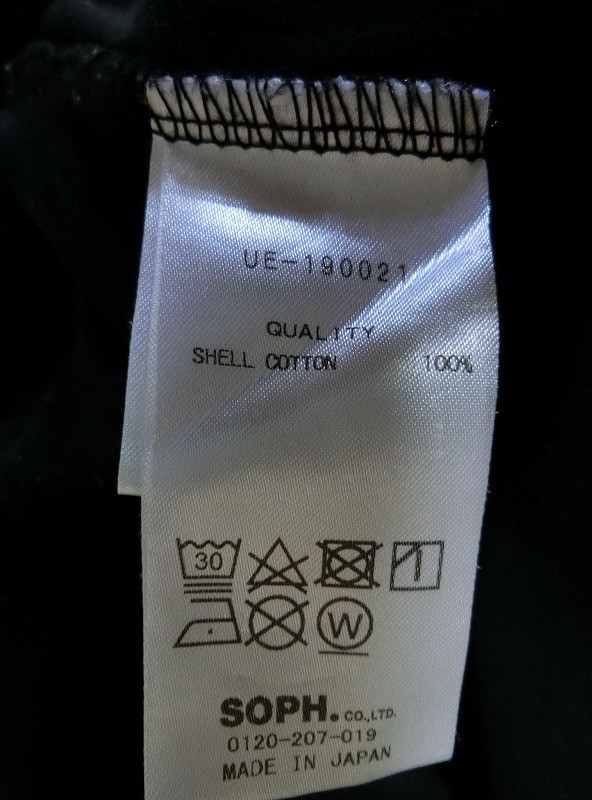 UE-190021
QUALITY
SHELL COTTON 100%
30
W
SOPH. CO.,LTD.
0120-207-019
MADE IN JAPAN